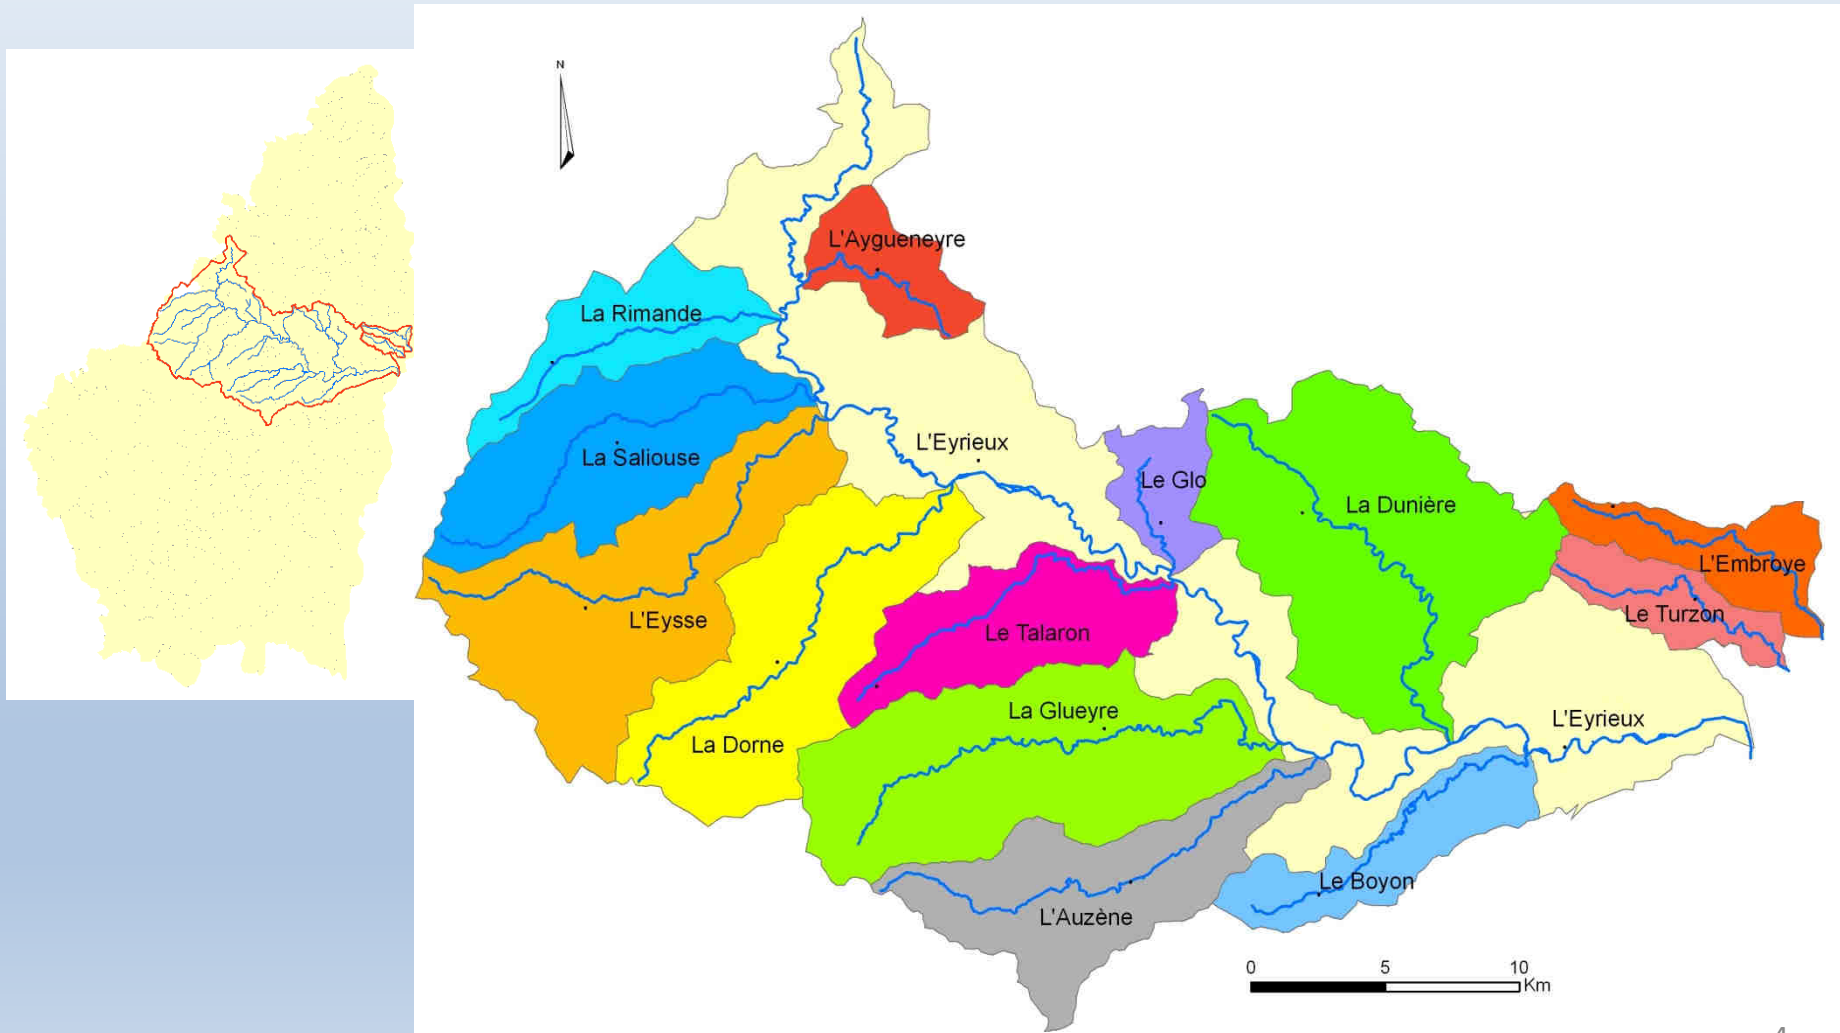 N
L'Aygueneyre
La Rimande
L'Eyrieux
La Saliouse
Le Glo
La Dunière
L'Embroye
L'Eysse
Le Talaron
Le Turzon
La Glueyre
L'Eyrieux
La Dorne
Le Boyon
L'Auzène
0 5 10
Km